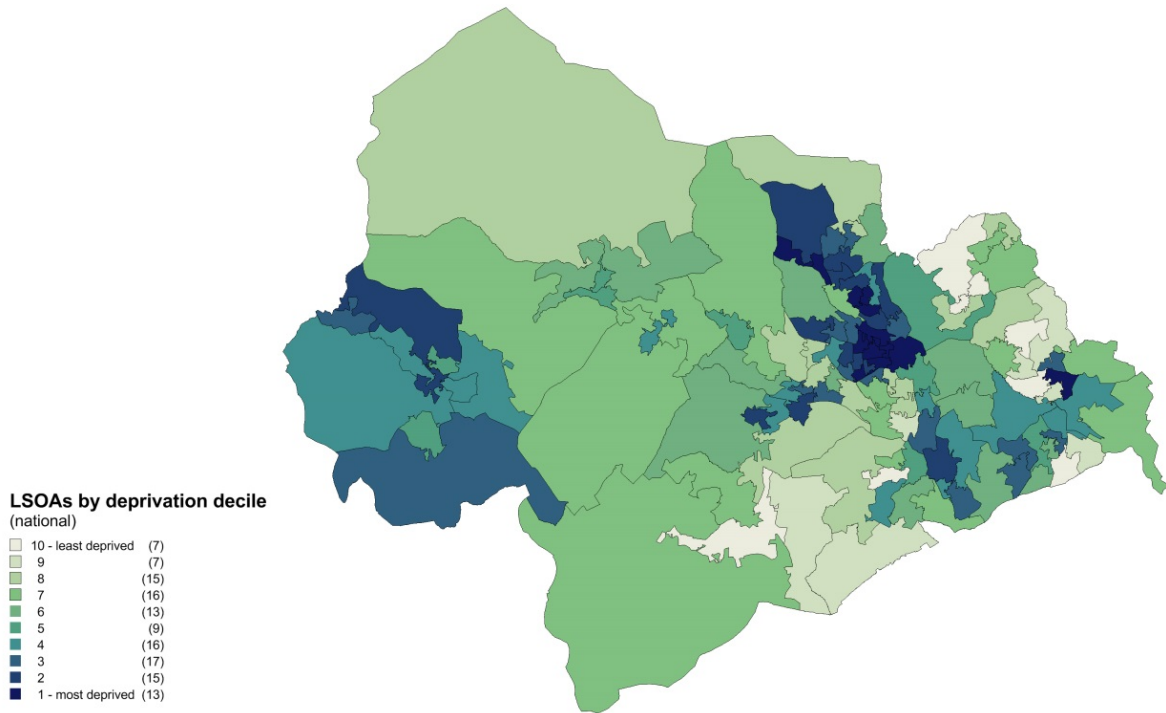 LSOAs by deprivation decile
(national)
10 - least deprived (7)
9 (7)
8 (15)
7 (16)
6 (13)
5 (9)
4 (16)
3 (17)
2 (15)
1 - most deprived (13)